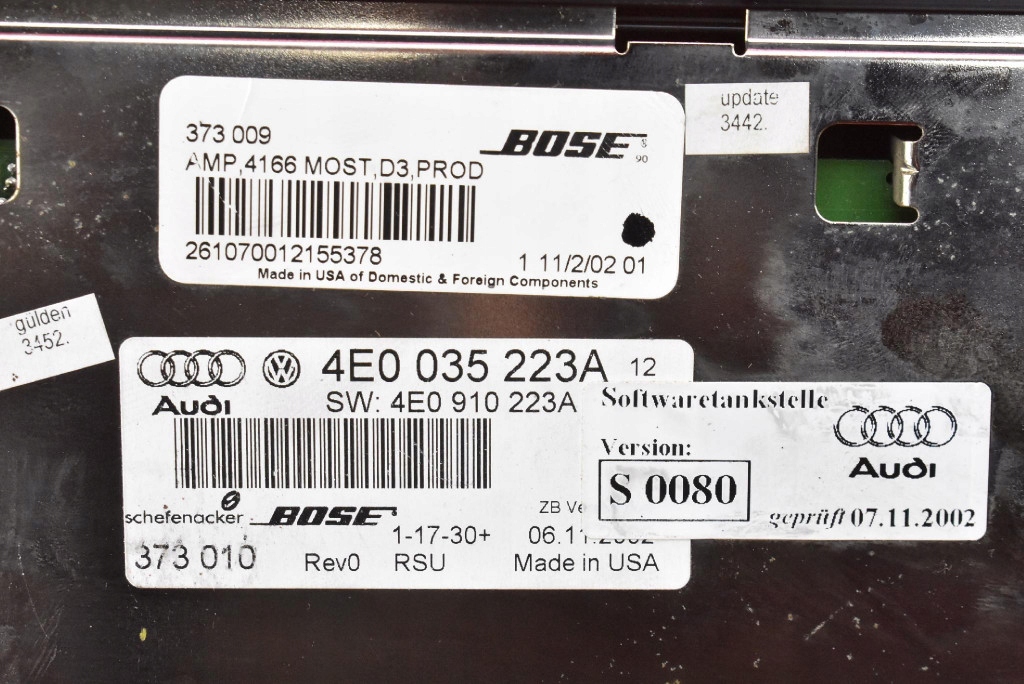 373 009
BOSE
S
90
AMP,4166 MOST,D3,PROD
261070012155378
1 11/2/02 01
Made in USA of Domestic & Foreign Components
update
3442.
gülden
3452.
4E0 035 223A 12
Audi
SW: 4E0 910 223A
schefenacker BOSE
ZB
1-17-30+
373 010
Rev0 RSU Made in USA
Softwaretankstelle
Version:
S 0080
Audi
geprüft 07.11.2002